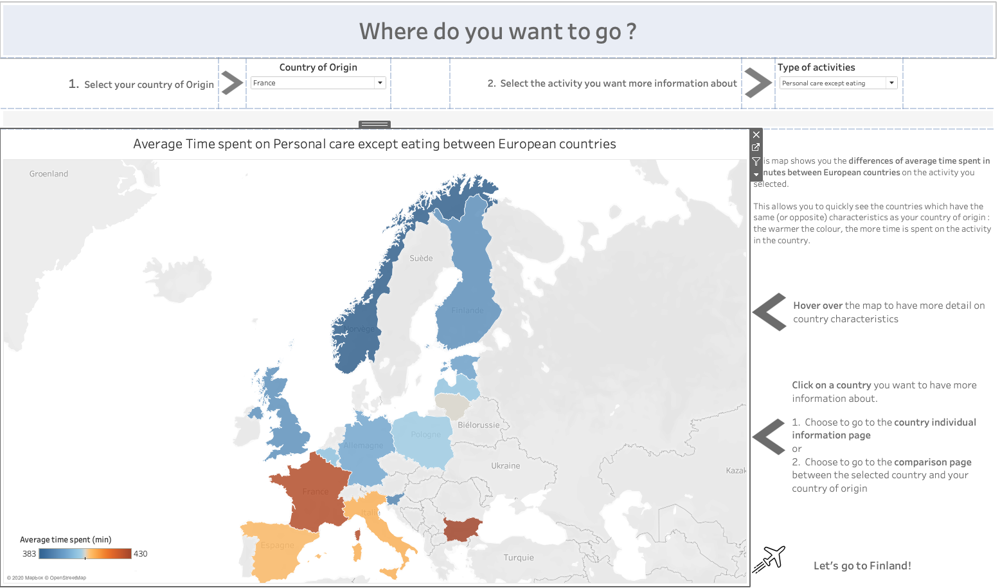 Where do you want to go ?
Country of Origin
Type of activities
1. Select your country of Origin
France
2. Select the activity you want more information about
Personal care except eating
Average Time spent on Personal care except eating between European countries
is map shows you the differences of average time spent in
nutes between European countries on the activity you
selected.
This allows you to quickly see the countries which have the
same (or opposite) characteristics as your country of origin :
the warmer the colour, the more time is spent on the activity
in the country.
Hover over the map to have more detail on
country characteristics
Click on a country you want to have more
information about.
1. Choose to go to the country individual
information page
or
2. Choose to go to the comparison page
between the selected country and your
country of origin
Let's go to Finland!
Groenland
Suède
Finlande
Norvège
Biélorussie
Pologne
Allemagne
Ukraine
Kazak
France
Italie
Espagne
Turquie
Average time spent (min)
383
430
© 2020 Mapbox © OpenStreetMap